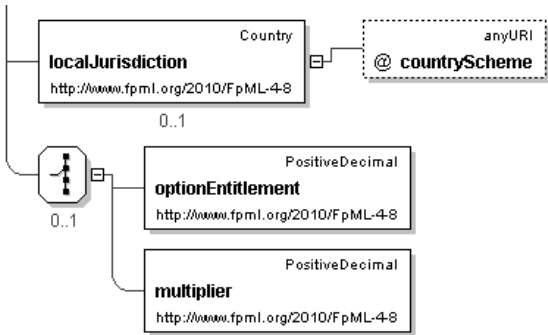 Country
localJurisdiction
http://www.fpml.org/2010/FpML-4-8
0..1
anyURI
@ countryScheme
0..1
PositiveDecimal
optionEntitlement
http://www.fpml.org/2010/FpML-4-8
PositiveDecimal
multiplier
http://www.fpml.org/2010/FpML-4-8